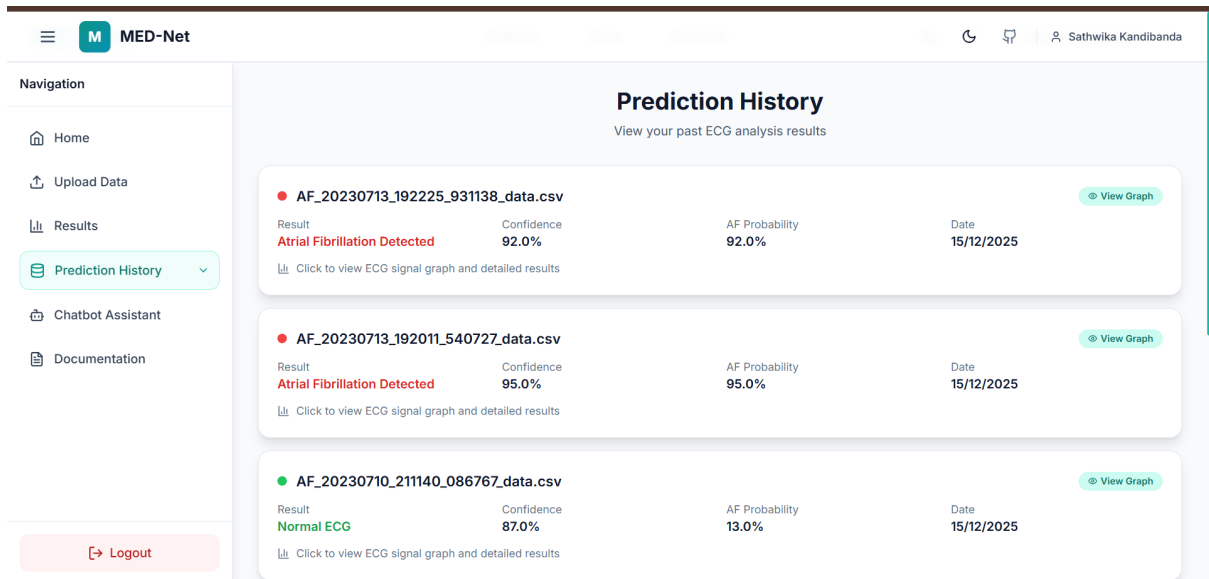 M MED-Net
Sathwika Kandibanda
Navigation
Home
Upload Data
Results
Prediction History
Chatbot Assistant
Documentation
Logout
Prediction History
View your past ECG analysis results
AF_20230713_192225_931138_data.csv
View Graph
Result Confidence AF Probability Date
Atrial Fibrillation Detected 92.0% 92.0% 15/12/2025
Click to view ECG signal graph and detailed results
AF_20230713_192011_540727_data.csv
View Graph
Result Confidence AF Probability Date
Atrial Fibrillation Detected 95.0% 95.0% 15/12/2025
Click to view ECG signal graph and detailed results
AF_20230710_211140_086767_data.csv
View Graph
Result Confidence AF Probability Date
Normal ECG 87.0% 13.0% 15/12/2025
Click to view ECG signal graph and detailed results